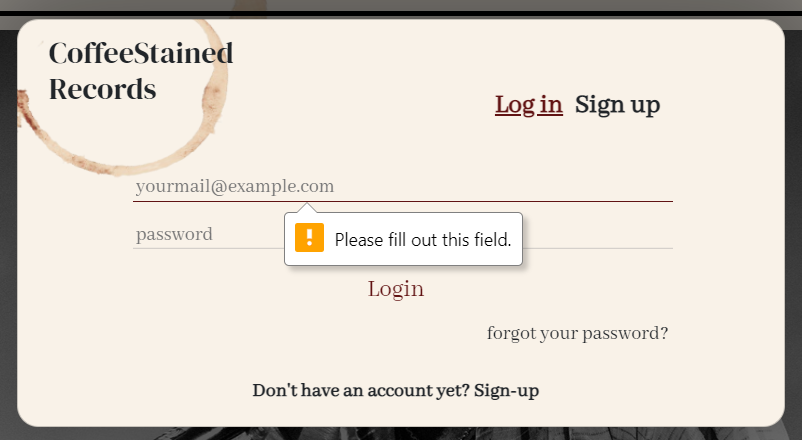 CoffeeStained
Records
Log in Sign up
yourmail@example.com
password
Please fill out this field.
Login
forgot your password?
Don't have an account yet? Sign-up